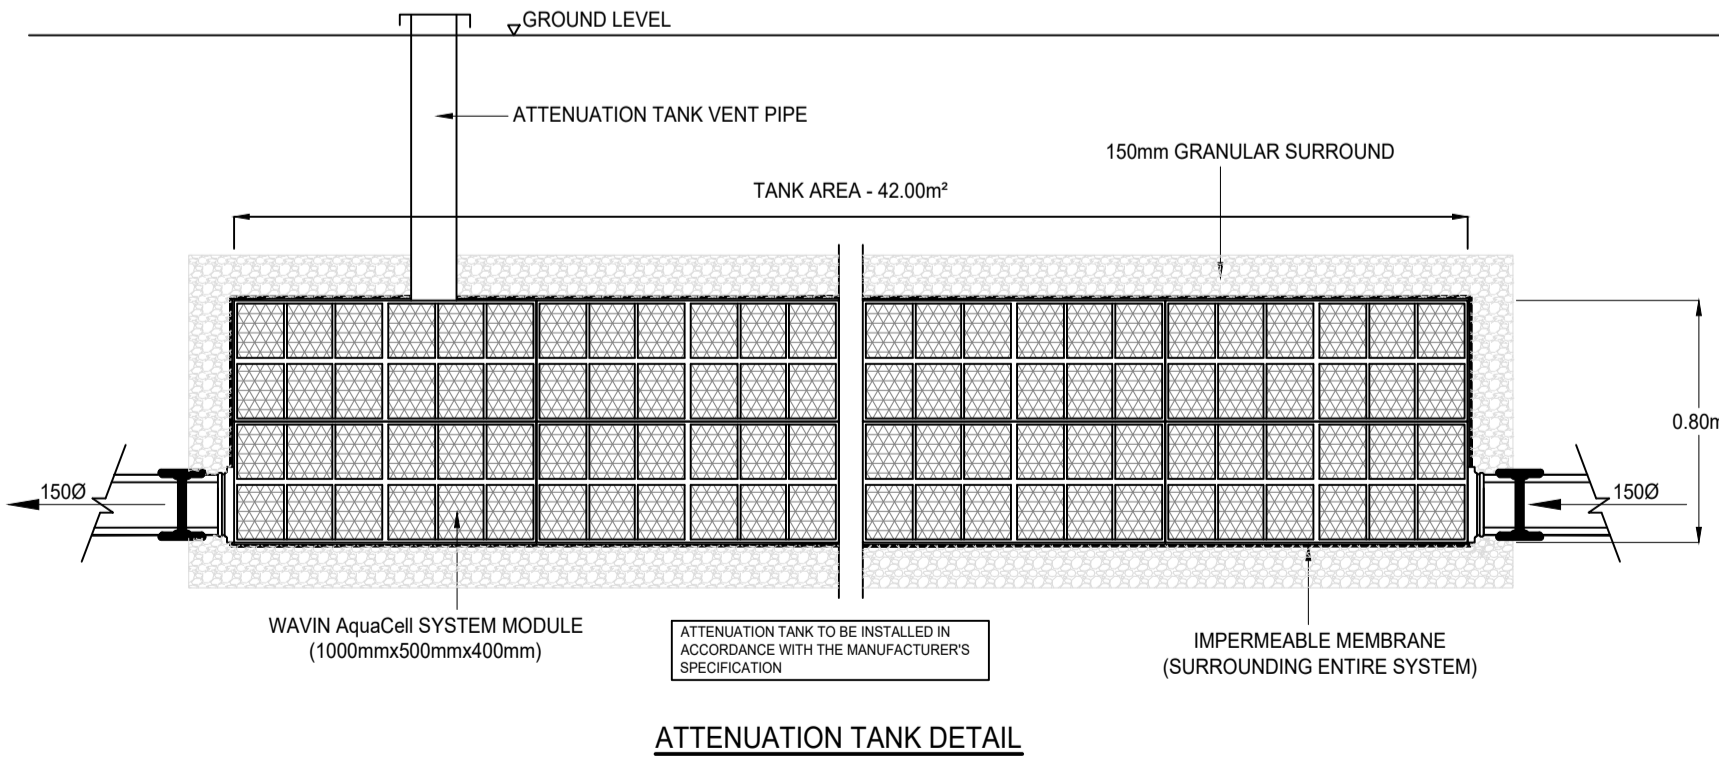 GROUND LEVEL
ATTENUATION TANK VENT PIPE
150mm GRANULAR SURROUND
TANK AREA - 42.00m²
0.80m
150Ø
150Ø
WAVIN AquaCell SYSTEM MODULE
(1000mmx500mmx400mm)
ATTENUATION TANK TO BE INSTALLED IN
ACCORDANCE WITH THE MANUFACTURER'S
SPECIFICATION
IMPERMEABLE MEMBRANE
(SURROUNDING ENTIRE SYSTEM)
ATTENUATION TANK DETAIL